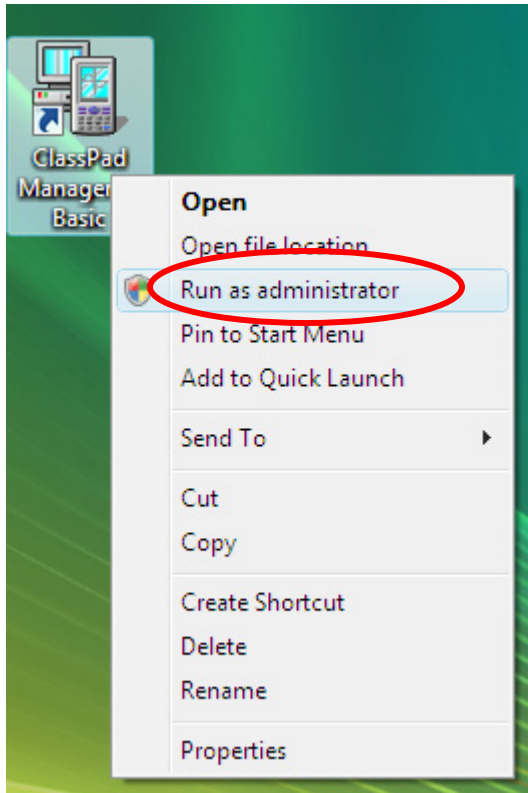 ClassPad
Manager
Basic
Open
Open file location
Run as administrator
Pin to Start Menu
Add to Quick Launch
Send To
Cut
Copy
Create Shortcut
Delete
Rename
Properties